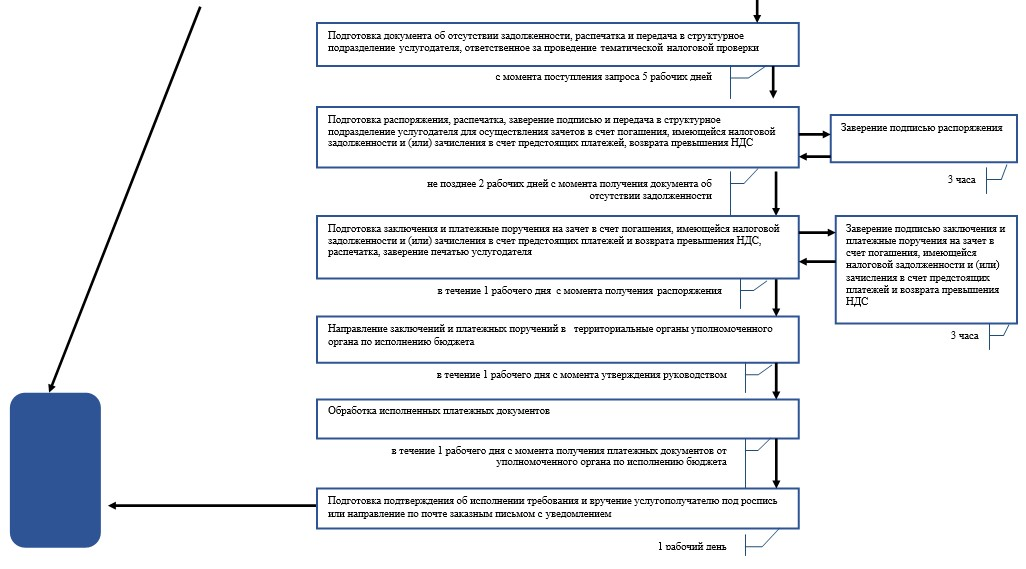 Подготовка документа об отсутствии задолженности, распечатка и передача в структурное
подразделение услугодателя, ответственное за проведение тематической налоговой проверки
с момента поступления запроса 5 рабочих дней
Подготовка распоряжения, распечатка, заверение подписью и передача в структурное
подразделение услугодателя для осуществления зачетов в счет погашения, имеющейся налоговой
задолженности и (или) зачисления в счет предстоящих платежей, возврата превышения НДС
Заверение подписью распоряжения
3 часа
не позднее 2 рабочих дней с момента получения документа об
отсутствии задолженности
Подготовка заключения и платежные поручения на зачет в счет погашения, имеющейся налоговой
задолженности и (или) зачисления в счет предстоящих платежей и возврата превышения НДС,
распечатка, заверение печатью услугодателя
Заверение подписью заключения и
платежные поручения на зачет в
счет погашения, имеющейся
налоговой задолженности и (или)
зачисления в счет предстоящих
платежей и возврата превышения
НДС
3 часа
в течение 1 рабочего дня с момента получения распоряжения
Направление заключений и платежных поручений в территориальные органы уполномоченного
органа по исполнению бюджета
в течение 1 рабочего дня с момента утверждения руководством
Обработка исполненных платежных документов
в течение 1 рабочего дня с момента получения платежных документов от
уполномоченного органа по исполнению бюджета
Подготовка подтверждения об исполнении требования и вручение услугополучателю под роспись
или направление по почте заказным письмом с уведомлением
1 рабочий день